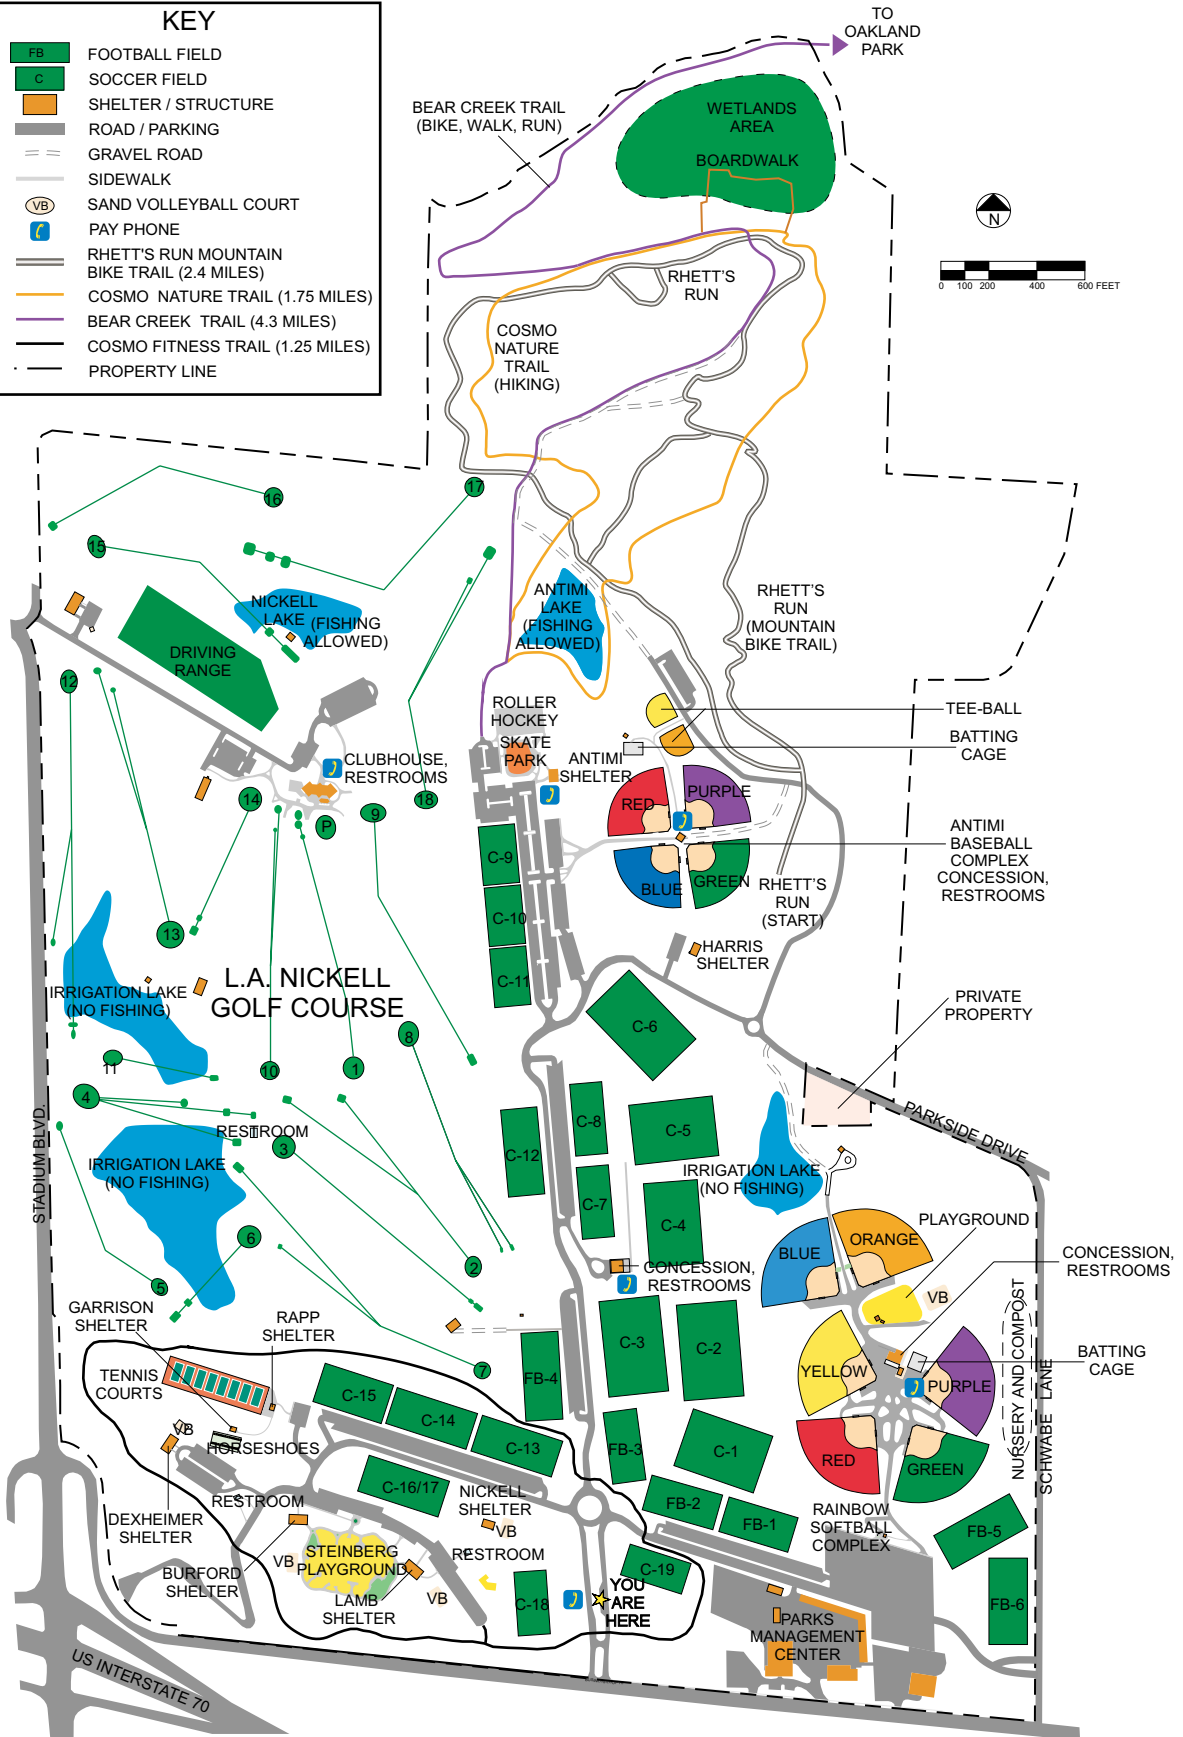 KEY
FB FOOTBALL FIELD
C SOCCER FIELD
SHELTER / STRUCTURE
ROAD / PARKING
GRAVEL ROAD
SIDEWALK
VB SAND VOLLEYBALL COURT
PAY PHONE
RHETT'S RUN MOUNTAIN
BIKE TRAIL (2.4 MILES)
COSMO NATURE TRAIL (1.75 MILES)
BEAR CREEK TRAIL (4.3 MILES)
COSMO FITNESS TRAIL (1.25 MILES)
PROPERTY LINE
TO
OAKLAND
PARK
BEAR CREEK TRAIL
(BIKE, WALK, RUN)
WETLANDS
AREA
BOARDWALK
N
0 100 200 400 600 FEET
RHETT'S
RUN
COSMO
NATURE
TRAIL
(HIKING)
16
17
15
NICKELL
LAKE (FISHING
ALLOWED)
DRIVING
RANGE
12
ANTIMI
LAKE
(FISHING
ALLOWED)
RHETT'S
RUN
(MOUNTAIN
BIKE TRAIL)
ROLLER
HOCKEY
SKATE
PARK
ANTIMI
SHELTER
TEE-BALL
BATTING
CAGE
CLUBHOUSE,
RESTROOMS
14
9
18
P
RED
PURPLE
BLUE
GREEN
ANTIMI
BASEBALL
COMPLEX
CONCESSION,
RESTROOMS
RHETT'S
RUN
(START)
C-9
C-10
C-11
13
HARRIS
SHELTER
L.A. NICKELL
GOLF COURSE
IRRIGATION LAKE
(NO FISHING)
PRIVATE
PROPERTY
C-6
8
11
10
1
4
RESTROOM
3
C-8
C-5
C-12
PARKSIDE DRIVE
STADIUM BLVD.
IRRIGATION LAKE
(NO FISHING)
IRRIGATION LAKE
(NO FISHING)
C-7
C-4
6
5
2
7
BLUE
ORANGE
PLAYGROUND
CONCESSION,
RESTROOMS
CONCESSION,
RESTROOMS
VB
NURSERY AND COMPOST
SCHWABE LANE
GARRISON
SHELTER
RAPP
SHELTER
C-3
C-2
BATTING
CAGE
TENNIS
COURTS
FB-4
YELLOW
PURPLE
C-15
C-14
C-13
VB
HORSESHOES
FB-3
C-1
RED
GREEN
C-16/17
NICKELL
SHELTER
VB
FB-2
FB-1
RAINBOW
SOFTBALL
COMPLEX
FB-5
RESTROOM
DEXHEIMER
SHELTER
STEINBERG
PLAYGROUND
RESTROOM
VB
BURFORD
SHELTER
LAMB
SHELTER
VB
C-18
C-19
YOU
ARE
HERE
FB-6
PARKS
MANAGEMENT
CENTER
US INTERSTATE 70